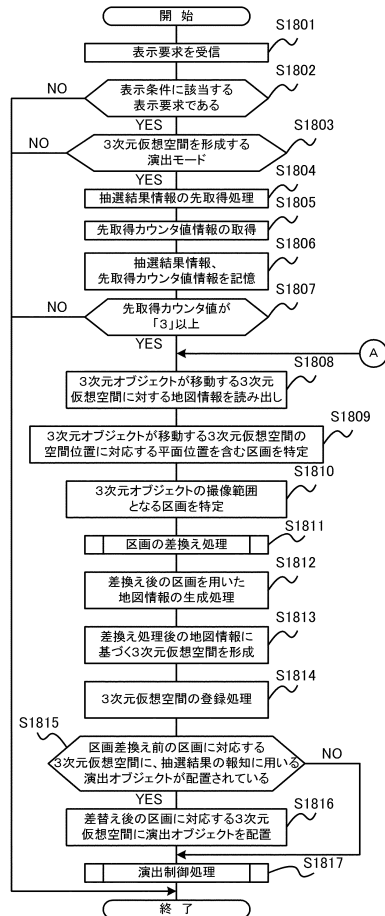 開 始
S1801
表示要求を受信
S1802
NO
表示条件に該当する
表示要求である
YES
S1803
NO
3次元仮想空間を形成する
演出モード
YES
S1804
抽選結果情報の先取得処理
S1805
先取得カウンタ値情報の取得
S1806
抽選結果情報、
先取得カウンタ値情報を記憶
S1807
NO
先取得カウンタ値が
「3」以上
YES
A
S1808
3次元オブジェクトが移動する3次元
仮想空間に対する地図情報を読み出し
S1809
3次元オブジェクトが移動する3次元仮想空間の
空間位置に対応する平面位置を含む区画を特定
S1810
3次元オブジェクトの撮像範囲
となる区画を特定
S1811
区画の差換え処理
S1812
差換え後の区画を用いた
地図情報の生成処理
S1813
差換え処理後の地図情報に
基づく3次元仮想空間を形成
S1814
3次元仮想空間の登録処理
S1815
区画差換え前の区画に対応する
3次元仮想空間に、抽選結果の報知に用いる
演出オブジェクトが配置されている
NO
YES
S1816
差替え後の区画に対応する3次元
仮想空間に演出オブジェクトを配置
S1817
演出制御処理
終 了